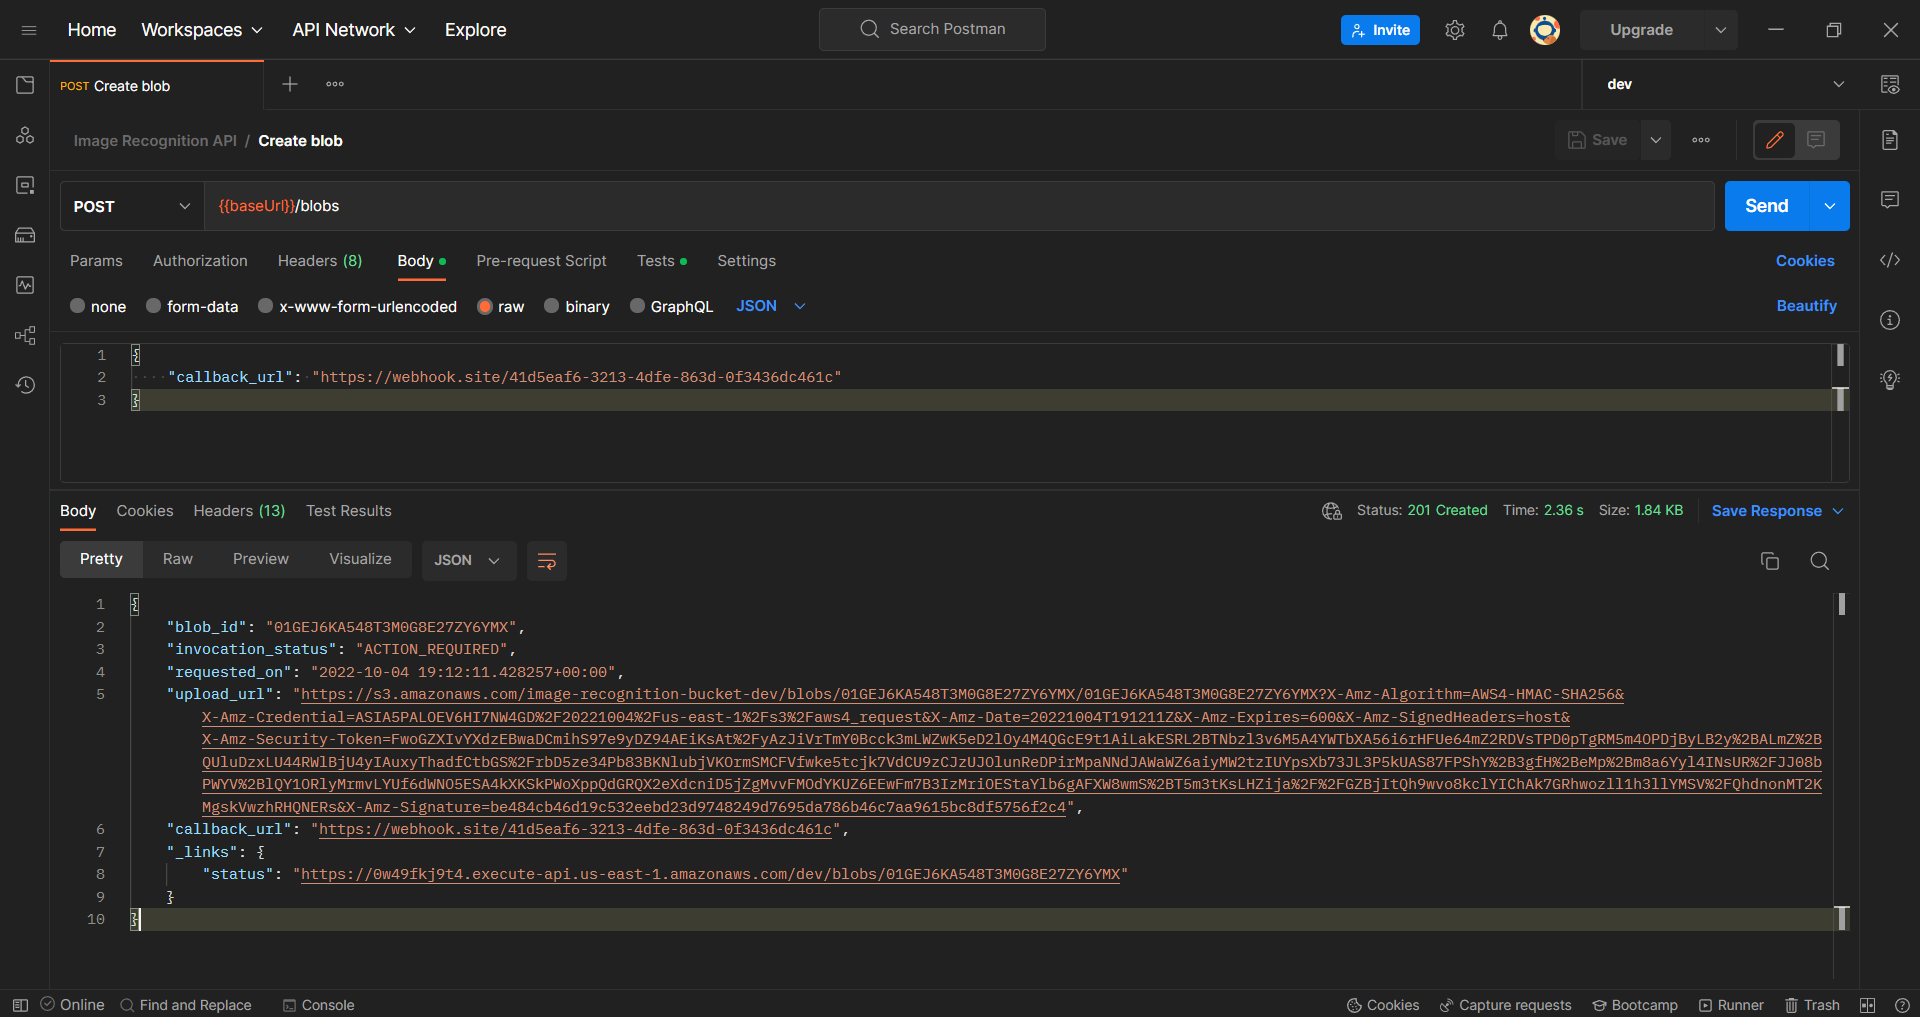 Home Workspaces API Network Explore Search Postman Invite Upgrade
POST Create blob dev
Image Recognition API / Create blob Save
POST {{baseUrl}}/blobs Send
Params Authorization Headers (8) Body Pre-request Script Tests Settings Cookies
none form-data x-www-form-urlencoded raw binary GraphQL JSON Beautify
1 {
2 "callback_url": "https://webhook.site/41d5eaf6-3213-4dfe-863d-0f3436dc461c"
3 }
Body Cookies Headers (13) Test Results Status: 201 Created Time: 2.36 s Size: 1.84 KB Save Response
Pretty Raw Preview Visualize JSON
1 {
2 "blob_id": "01GEJ6KA548T3M0G8E27ZY6YMX",
3 "invocation_status": "ACTION_REQUIRED",
4 "requested_on": "2022-10-04 19:12:11.428257+00:00",
5 "upload_url": "https://s3.amazonaws.com/image-recognition-bucket-dev/blobs/01GEJ6KA548T3M0G8E27ZY6YMX/01GEJ6KA548T3M0G8E27ZY6YMX?X-Amz-Algorithm=AWS4-HMAC-SHA256&
X-Amz-Credential=ASIA5PALOEV6HI7NW4GD%2F20221004%2Fus-east-1%2Fs3%2Faws4_request&X-Amz-Date=20221004T191211Z&X-Amz-Expires=600&X-Amz-SignedHeaders=host&
X-Amz-Security-Token=FwoGZXIvYXdzEBwaDCmihS97e9yDZ94AEiKsAt%2FyAzJiVrTmY0Bcck3mLWZwK5eD2lOy4M4QGcE9t1AiLakESRL2BTNbzl3v6M5A4YWTbXA56i6rHFUe64mZ2RDVsTPD0pTgRM5m4OPDjByLB2y%2BALmZ%2B
QUluDzxLU44RWlBjU4yIAuxyThadfCtbGS%2FrbD5ze34Pb83BKNlubjVKOrmSMCFVfwke5tcjk7VdCU9zCJzUJOlunReDPirMpaNNdJAWaWZ6aiyMW2tzIUYpsXb73JL3P5kUAS87FPShY%2B3gfH%2BeMp%2Bm8a6Yyl4INsUR%2FJJ08b
PWYV%2BlQY1ORlyMrmvLYUf6dWNO5ESA4kXKSkPWoXppQdGRQX2eXdcniD5jZgMvvFMOdYKUZ6EEwFm7B3IzMriOEStaYlb6gAFXW8wmS%2BT5m3tKsLHZija%2F%2FGZBjItQh9wvo8kclYIChAk7GRhwozll1h3llYMSV%2FQhdnonMT2K
MgskVwzhRHQNERs&X-Amz-Signature=be484cb46d19c532eebd23d9748249d7695da786b46c7aa9615bc8df5756f2c4",
6 "callback_url": "https://webhook.site/41d5eaf6-3213-4dfe-863d-0f3436dc461c",
7 "_links": {
8 "status": "https://0w49fkj9t4.execute-api.us-east-1.amazonaws.com/dev/blobs/01GEJ6KA548T3M0G8E27ZY6YMX"
9 }
10 }
Online Find and Replace Console Cookies Capture requests Bootcamp Runner Trash